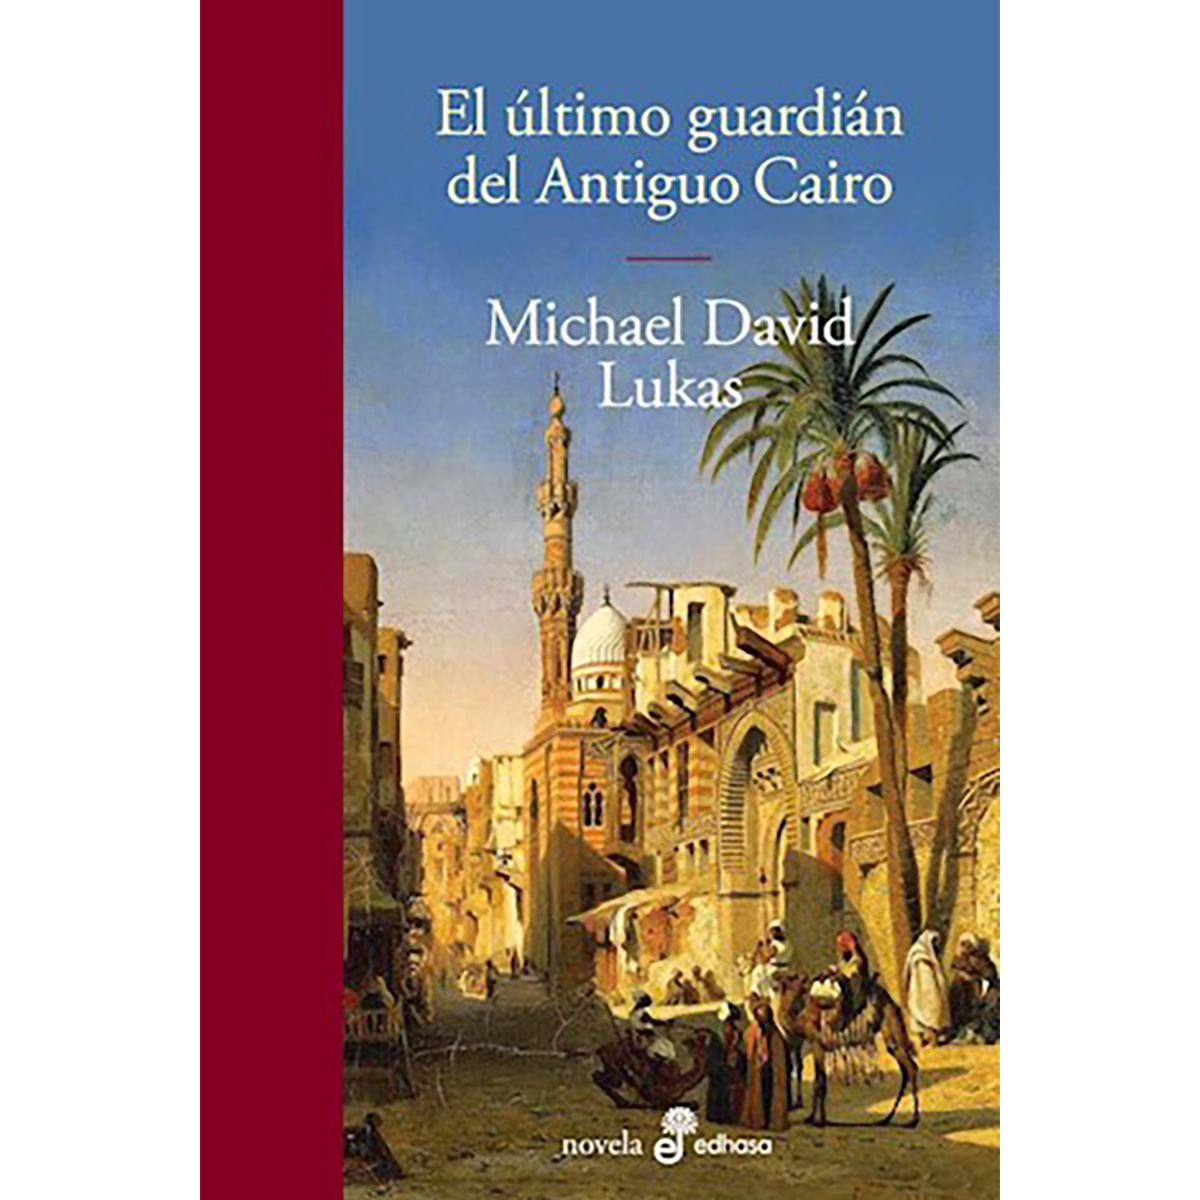 El último guardián
del Antiguo Cairo
Michael David
Lukas
novela edhasa